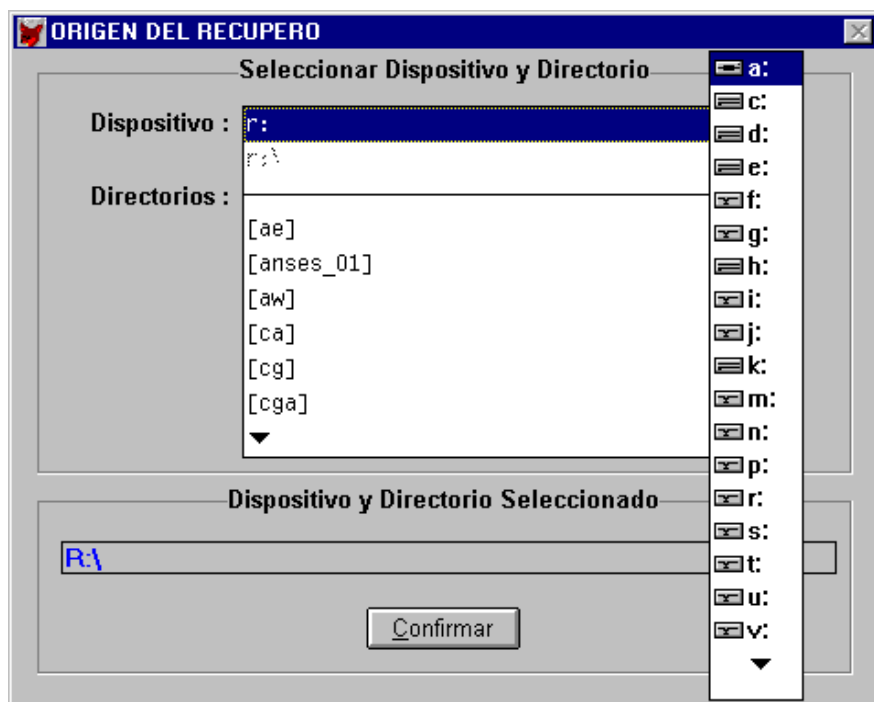 ORIGEN DEL RECUPERO
Seleccionar Dispositivo y Directorio
Dispositivo :
r:
r:\
Directorios :
[ae]
[anses_01]
[aw]
[ca]
[cg]
[cga]
a:
c:
d:
e:
f:
g:
h:
i:
j:
k:
m:
n:
p:
r:
s:
t:
u:
v:
Dispositivo y Directorio Seleccionado
R:\
Confirmar